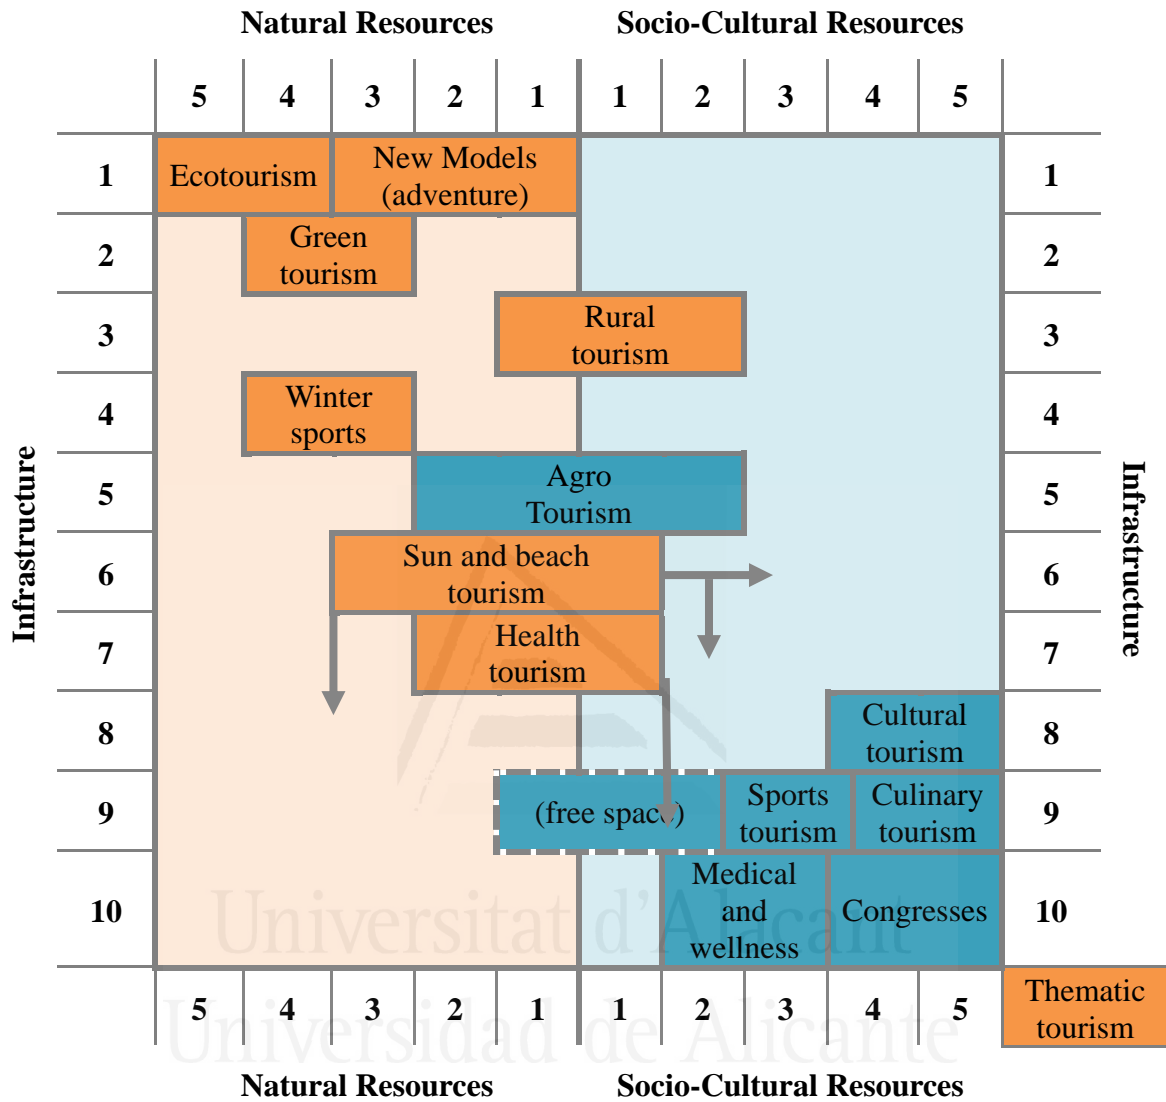 Natural Resources Socio-Cultural Resources
5 4 3 2 1 1 2 3 4 5
1 Ecotourism New Models
(adventure) 1
2 Green
tourism 2
3 Rural
tourism 3
4 Winter
sports 4
Infrastructure
5 Agro
Tourism 5
Infrastructure
6 Sun and beach
tourism 6
7 Health
tourism 7
8 Cultural
tourism 8
9 (free space) Sports
tourism Culinary
tourism 9
10 Medical
and
wellness Congresses 10
Universitat d'Alacant
Thematic
tourism
5 4 3 2 1 1 2 3 4 5
Universidad de Alicante
Natural Resources Socio-Cultural Resources